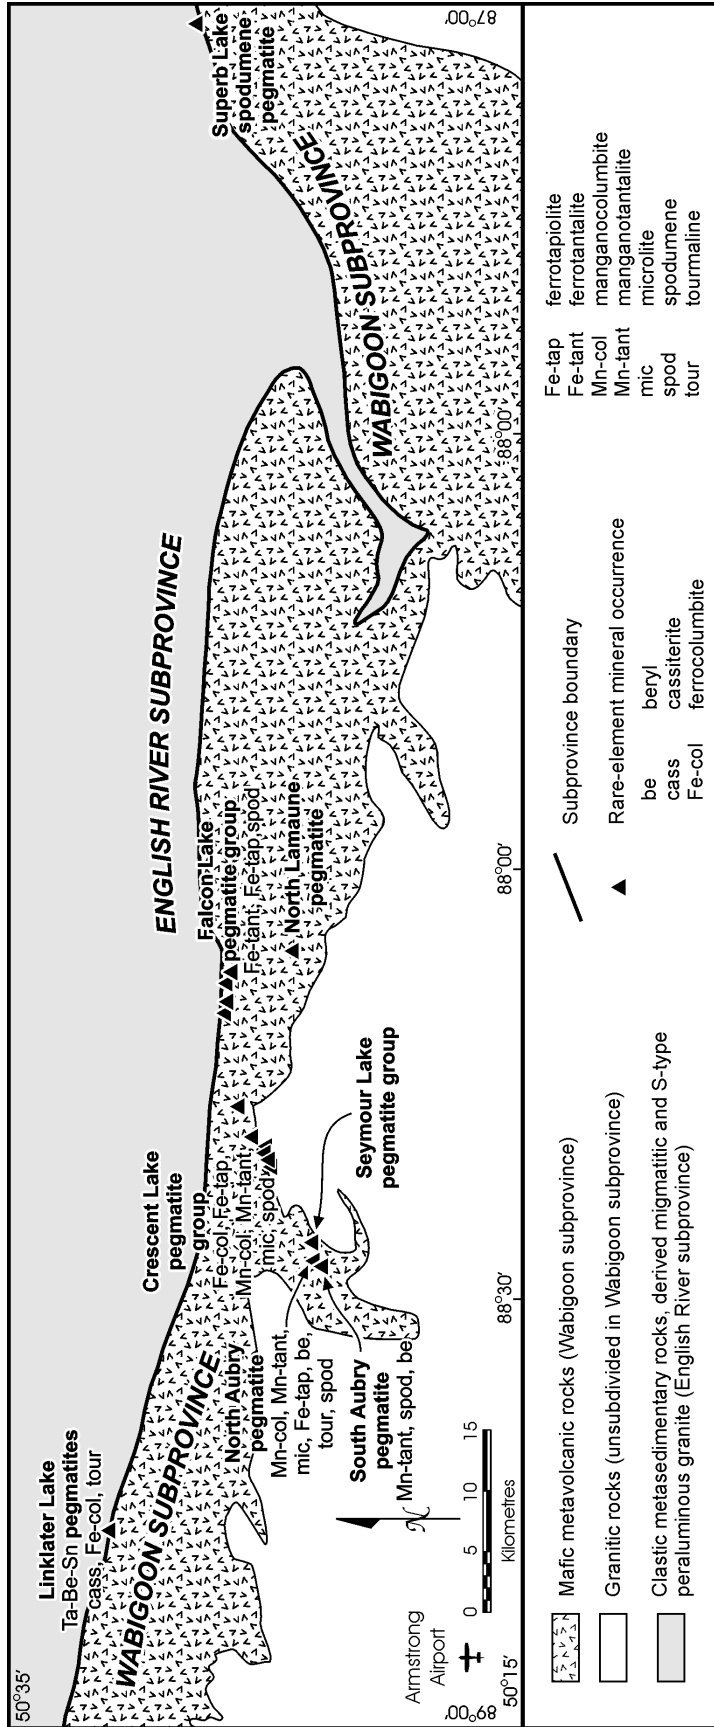 50°35'
Linklater Lake
Ta-Be-Sn pegmatites
cass, Fe-col, tour
WABIGOON SUBPROVINCE
ENGLISH RIVER SUBPROVINCE
Crescent Lake
pegmatite
group
Fe-col, Fe-tap,
Mn-col, Mn-tant,
mic, spod
Falcon Lake
pegmatite group
Fe-tant, Fe-tap, spod
North Lamaune
pegmatite
Superb Lake
spodumene
pegmatite
WABIGOON SUBPROVINCE
North Aubry
pegmatite
Mn-col, Mn-tant,
mic, Fe-tap, be,
tour, spod
South Aubry
pegmatite
Mn-tant, spod, be
Seymour Lake
pegmatite group
Armstrong
Airport
N
0 5 10 15
Kilometres
89°00'
50°15'
88°30'
88°00'
88°00'
87°00'
Mafic metavolcanic rocks (Wabigoon subprovince)
Granitic rocks (unsubdivided in Wabigoon subprovince)
Clastic metasedimentary rocks, derived migmatitic and S-type
peraluminous granite (English River subprovince)
Subprovince boundary
Rare-element mineral occurrence
be beryl
cass cassiterite
Fe-col ferrocolumbite
Fe-tap ferrotapiolite
Fe-tant ferrotantalite
Mn-col manganocolumbite
Mn-tant manganotantalite
mic microlite
spod spodumene
tour tourmaline